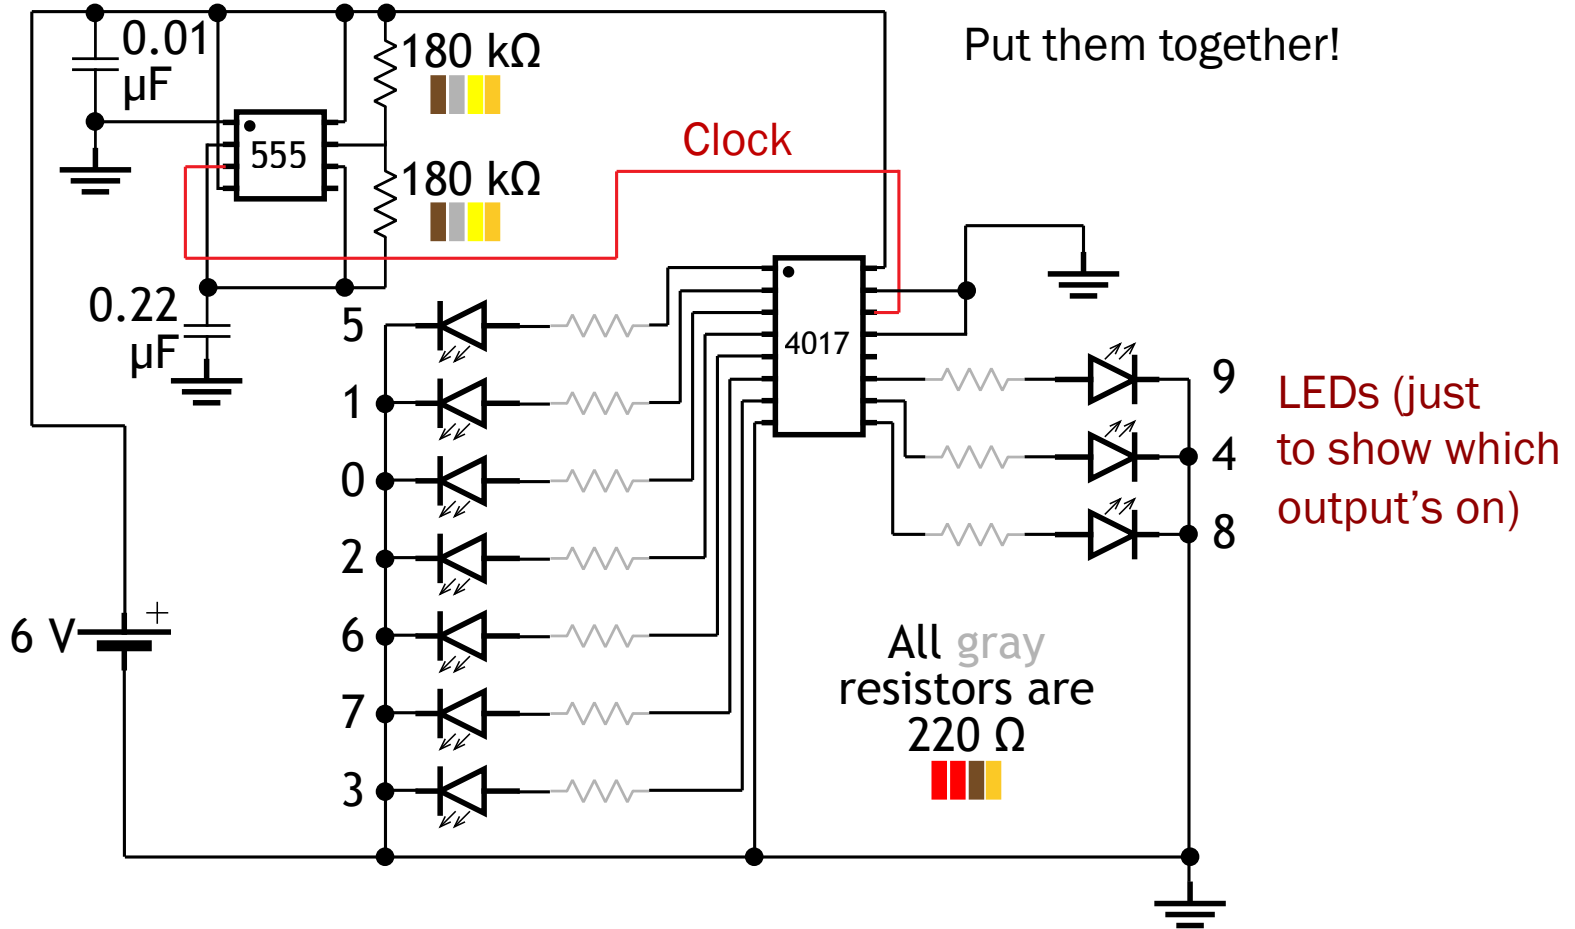 Put them together!
0.01
µF
180 kΩ
555
Clock
180 kΩ
0.22
µF
5
4017
1
9
LEDs (just
to show which
output's on)
0
4
2
8
6
6 V
+
All gray
resistors are
220 Ω
7
3